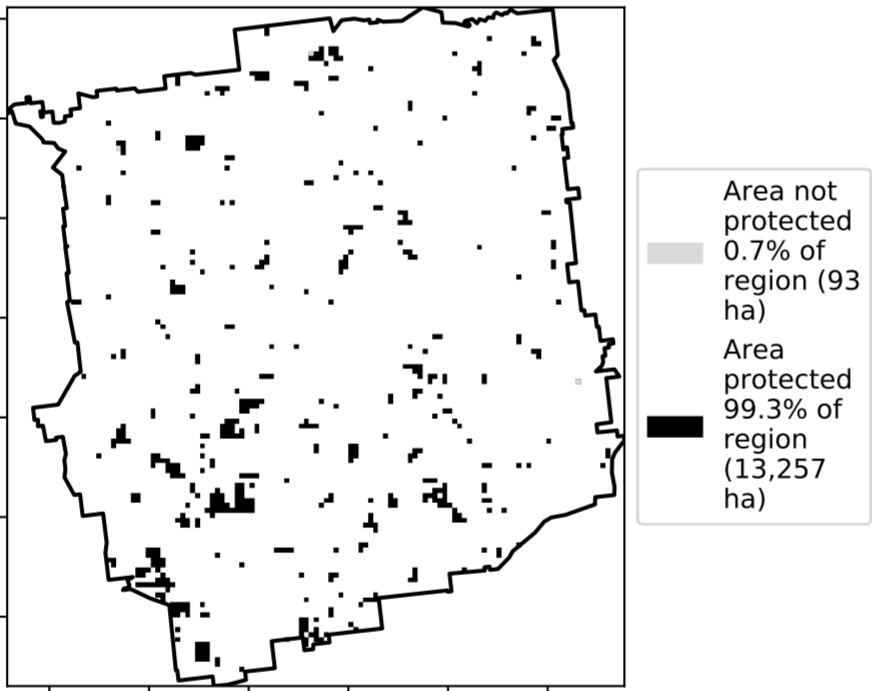 Area not
protected
0.7% of
region (93
ha)
Area
protected
99.3% of
region
(13,257
ha)